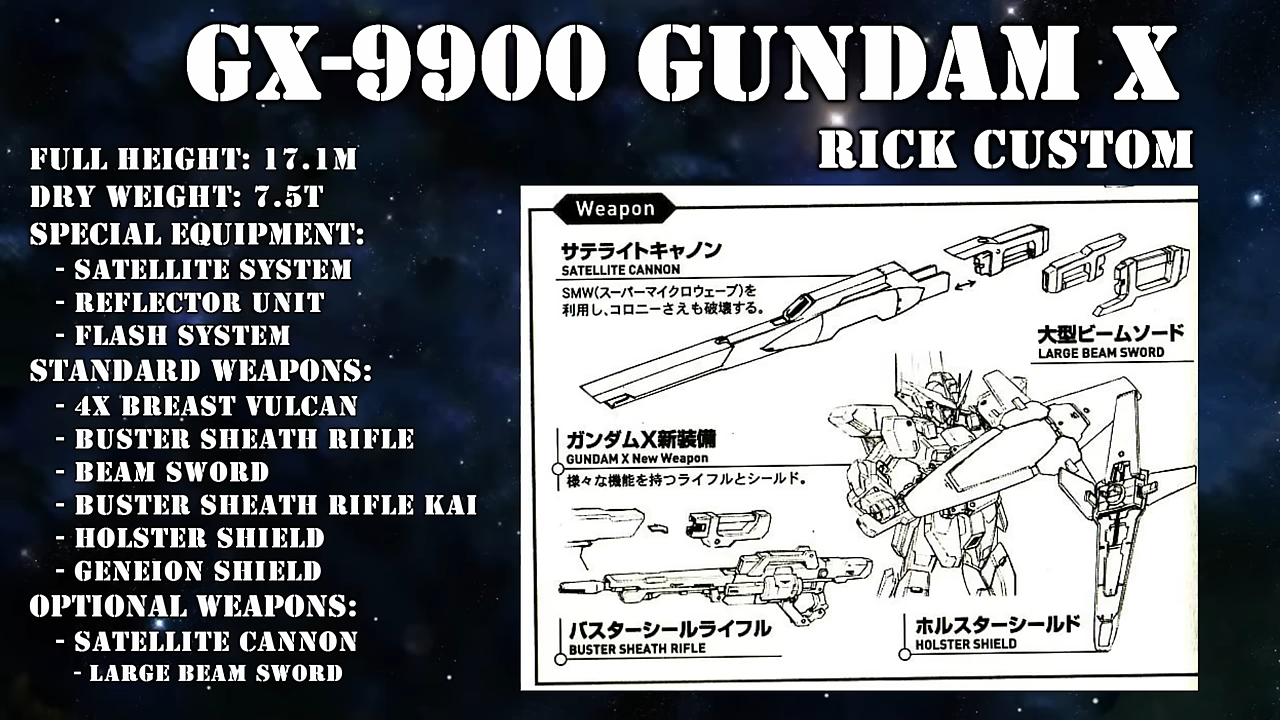 GX-9900 GUNDAM X
RICK CUSTOM
FULL HEIGHT: 17.1M
DRY WEIGHT: 7.5T
SPECIAL EQUIPMENT:
- SATELLITE SYSTEM
- REFLECTOR UNIT
- FLASH SYSTEM
STANDARD WEAPONS:
- 4X BREAST VULCAN
- BUSTER SHEATH RIFLE
- BEAM SWORD
- BUSTER SHEATH RIFLE KAI
- HOLSTER SHIELD
- GENEION SHIELD
OPTIONAL WEAPONS:
- SATELLITE CANNON
- LARGE BEAM SWORD
Weapon
サテライトキャノン
SATELLITE CANNON
SMW(スーパーマイクロウェーブ)を
利用し、コロニーさえも破壊する。
大型ビームソード
LARGE BEAM SWORD
ガンダムX新装備
GUNDAM X New Weapon
様々な機能を持つライフルとシールド。
バスターシールライフル
BUSTER SHEATH RIFLE
ホルスターシールド
HOLSTER SHIELD